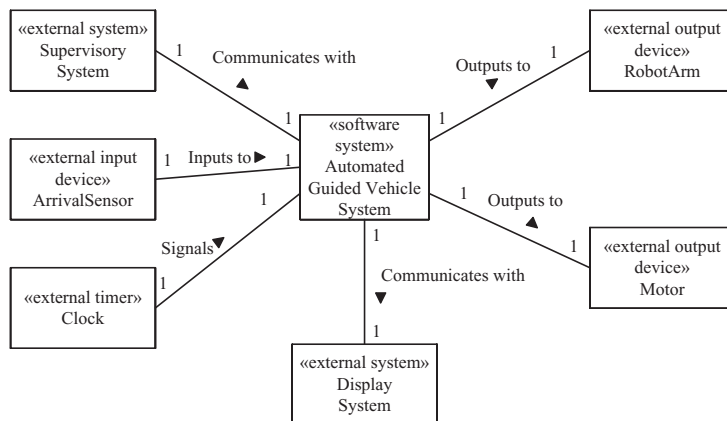 «external system»
Supervisory
System
1
Communicates with
1
«external input
device»
ArrivalSensor
1
Inputs to
1
«external timer»
Clock
1
Signals
1
«software
system»
Automated
Guided Vehicle
System
1
Outputs to
1
«external output
device»
RobotArm
1
Outputs to
1
«external output
device»
Motor
1
Communicates with
1
«external system»
Display
System